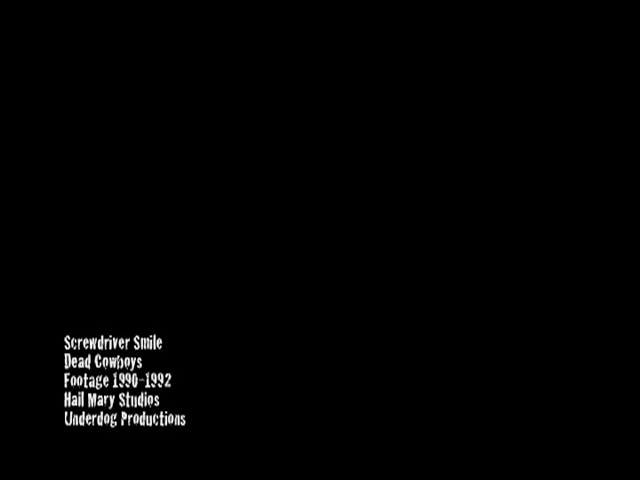 Screwdriver Smile
Dead Cowboys
Footage 1990-1992
Hail Mary Studios
Underdog Productions